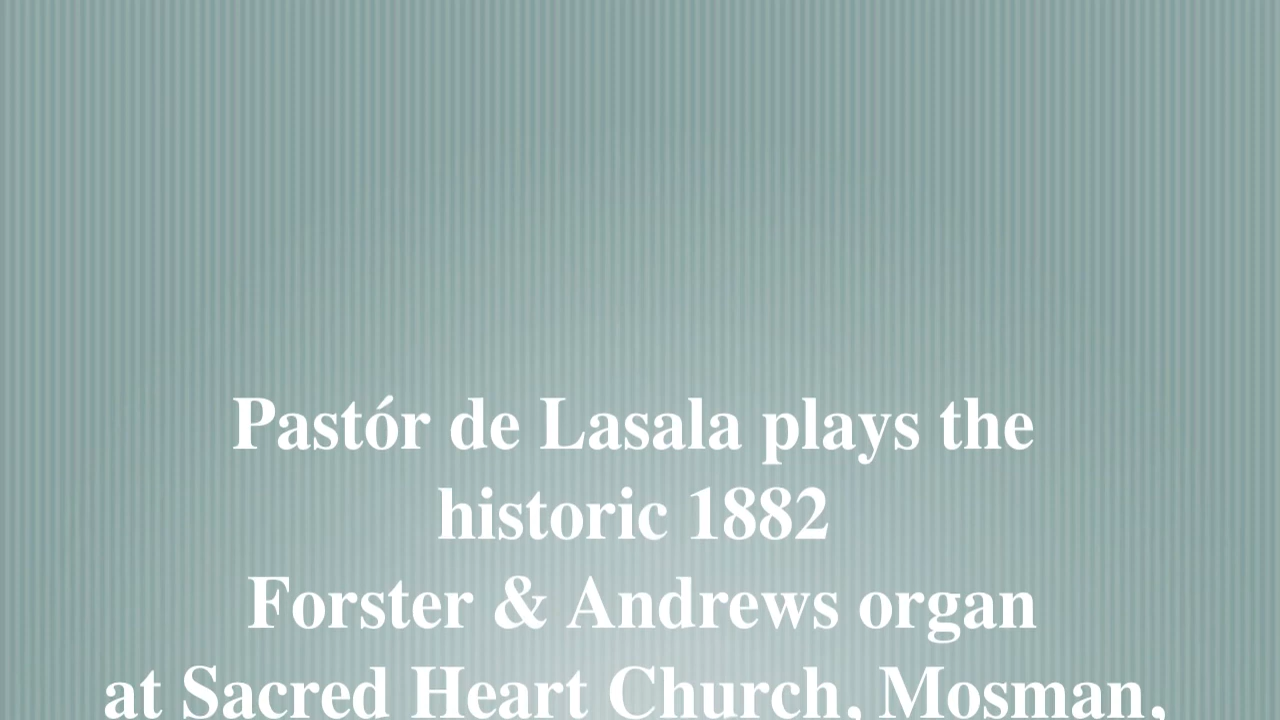 Pastór de Lasala plays the
historic 1882
Forster & Andrews organ
at Sacred Heart Church, Mosman,